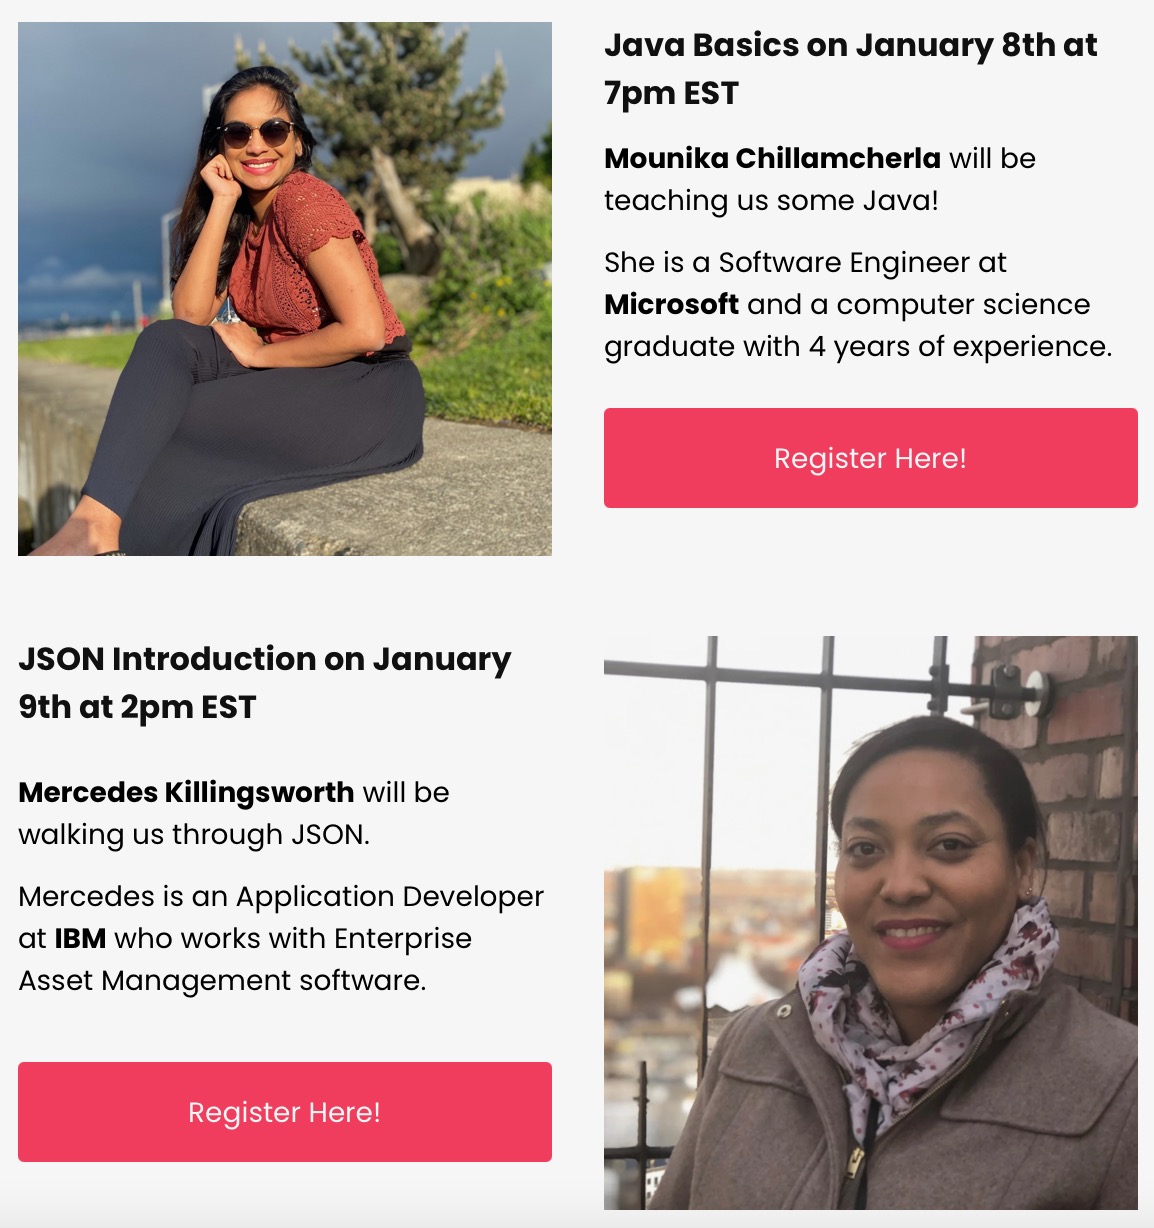 Java Basics on January 8th at
7pm EST
Mounika Chillamcherla will be
teaching us some Java!
She is a Software Engineer at
Microsoft and a computer science
graduate with 4 years of experience.
Register Here!
JSON Introduction on January
9th at 2pm EST
Mercedes Killingsworth will be
walking us through JSON.
Mercedes is an Application Developer
at IBM who works with Enterprise
Asset Management software.
Register Here!